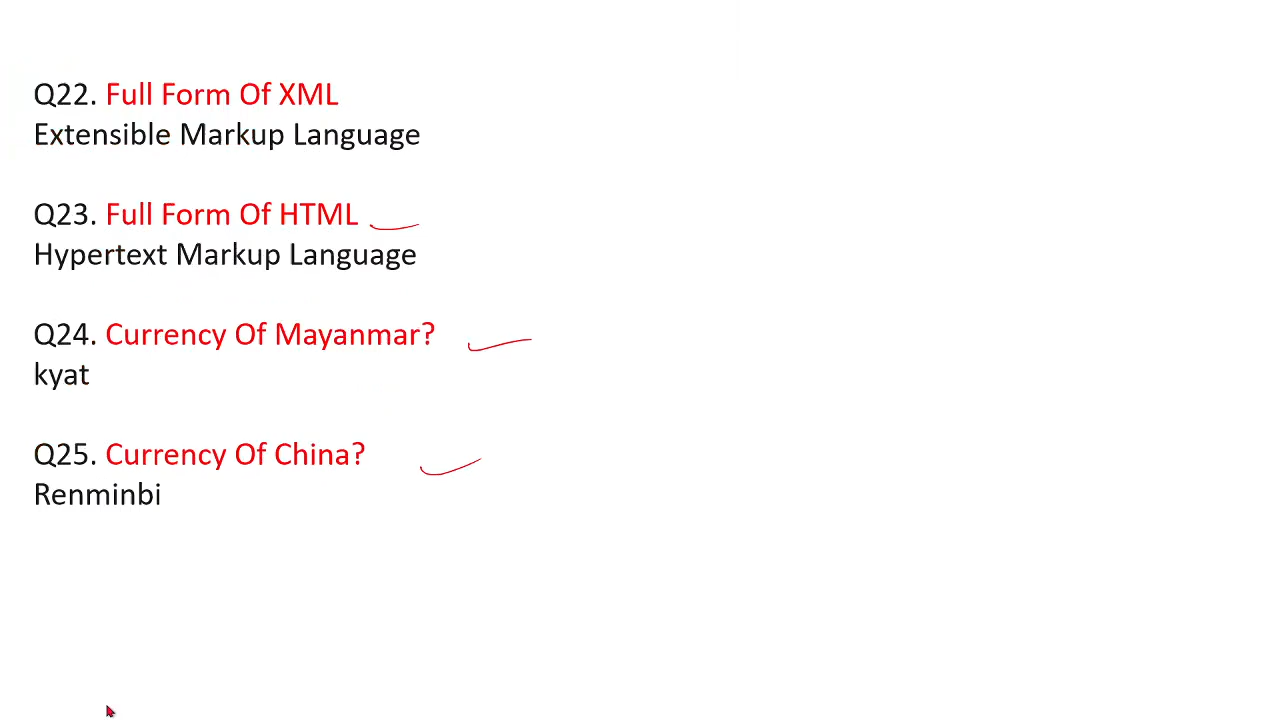 Q22. Full Form Of XML
Extensible Markup Language
Q23. Full Form Of HTML
Hypertext Markup Language
Q24. Currency Of Mayanmar?
kyat
Q25. Currency Of China?
Renminbi